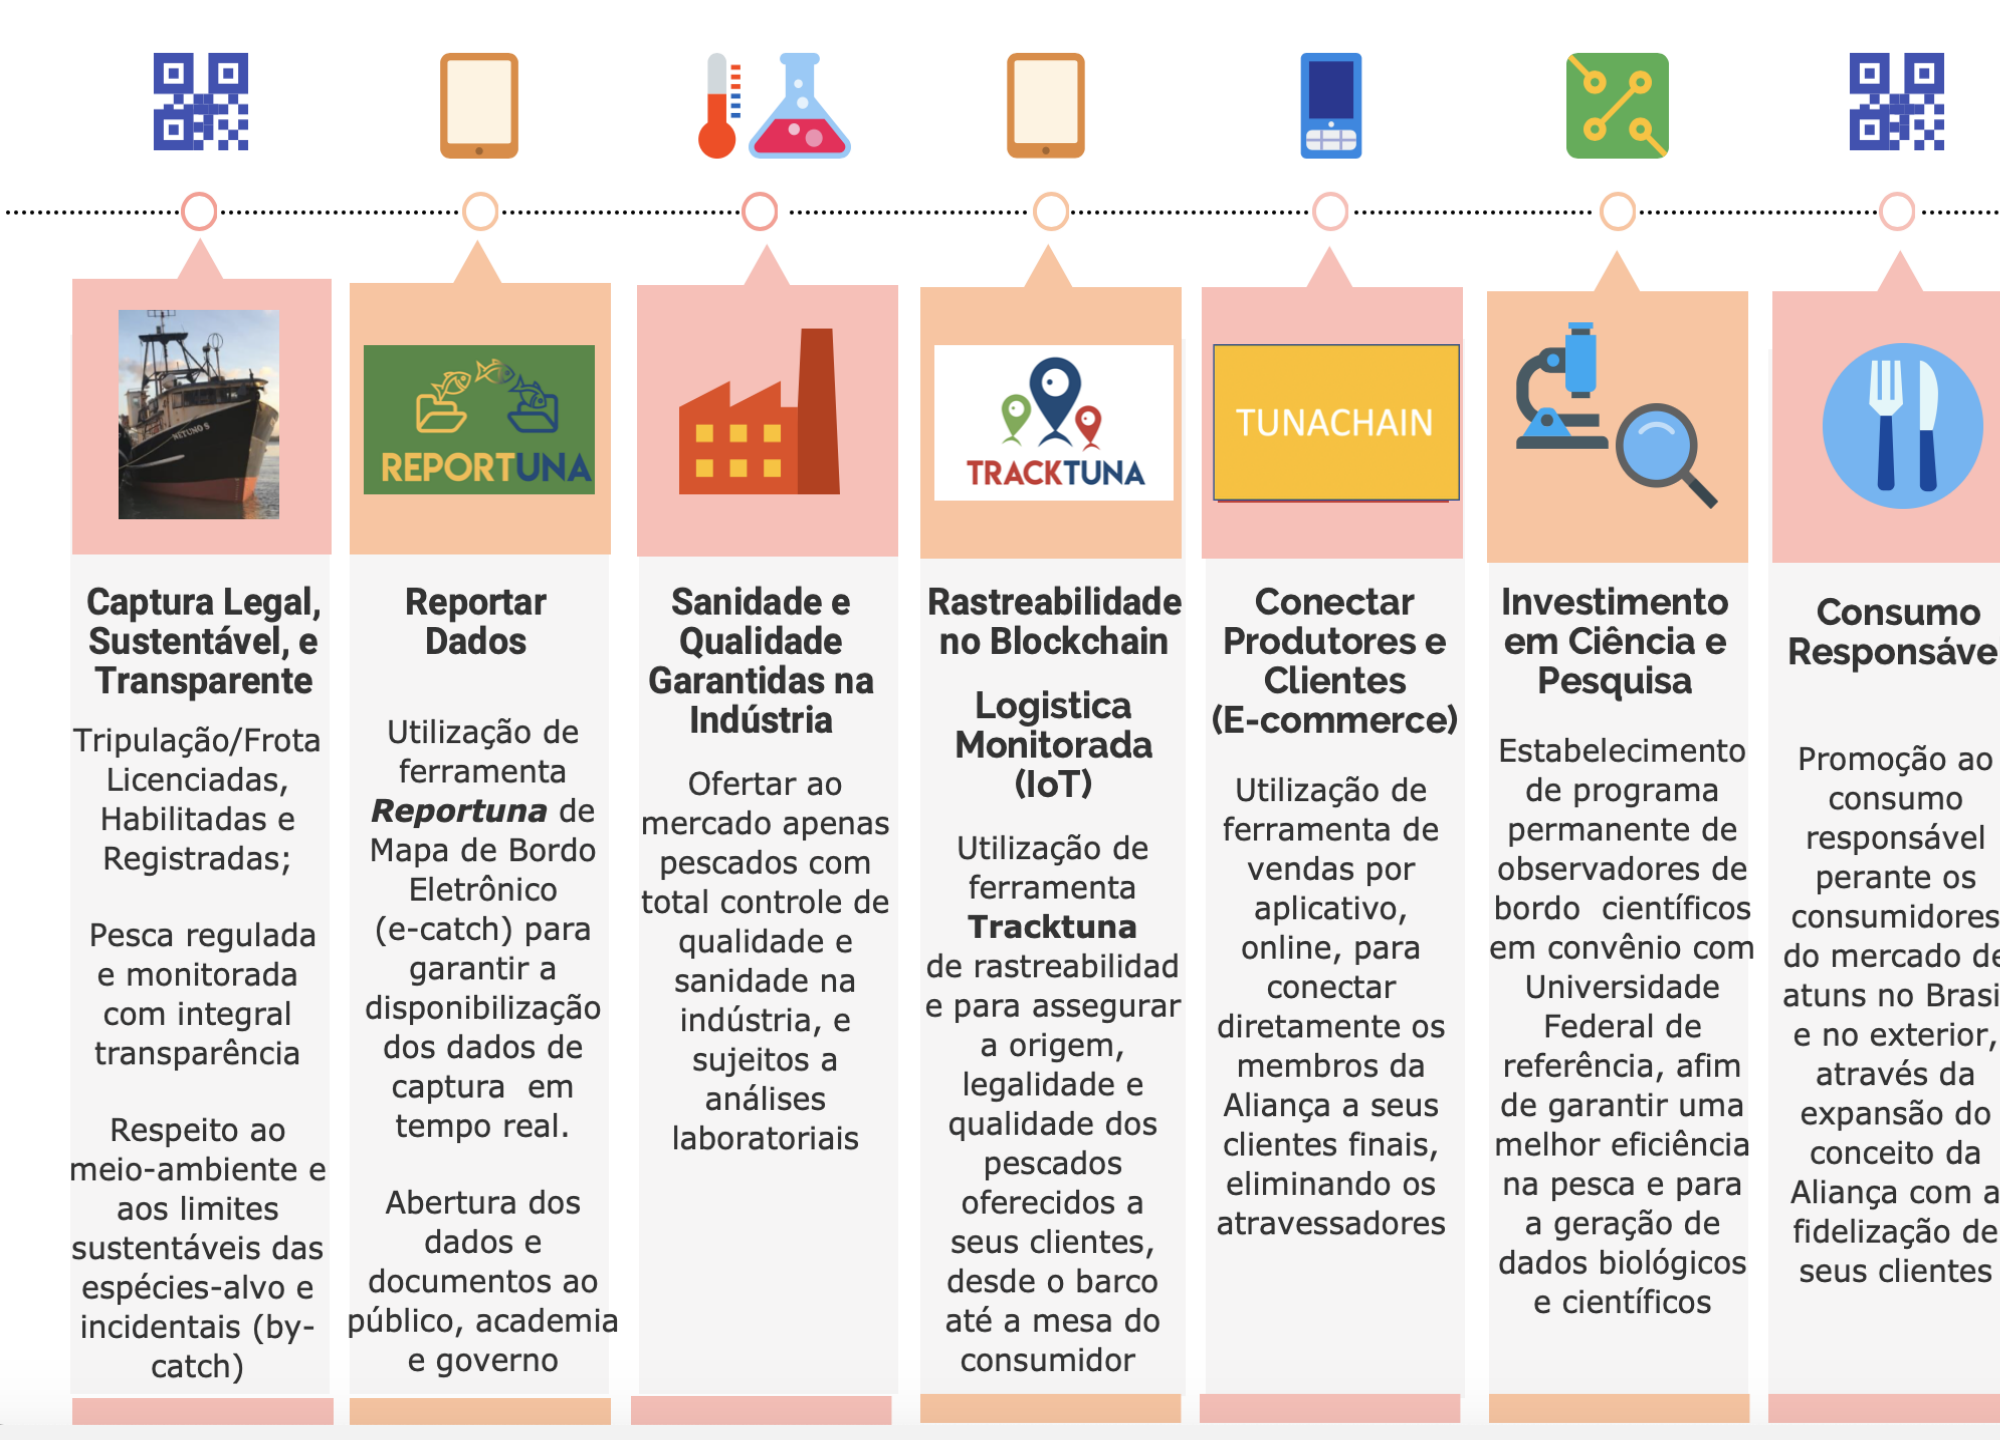 NETUNO S
REPORTUNA
TRACKTUNA
TUNACHAIN
Captura Legal,
Sustentável, e
Transparente
Tripulação/Frota
Licenciadas,
Habilitadas e
Registradas;
Pesca regulada
e monitorada
com integral
transparência
Respeito ao
meio-ambiente e
aos limites
sustentáveis das
espécies-alvo e
incidentais (by-
catch)
Reportar
Dados
Utilização de
ferramenta
Reportuna de
Mapa de Bordo
Eletrônico
(e-catch) para
garantir a
disponibilização
dos dados de
captura em
tempo real.
Abertura dos
dados e
documentos ao
público, academia
e governo
Sanidade e
Qualidade
Garantidas na
Indústria
Ofertar ao
mercado apenas
pescados com
total controle de
qualidade e
sanidade na
indústria, e
sujeitos a
análises
laboratoriais
Rastreabilidade
no Blockchain
Logistica
Monitorada
(IoT)
Utilização de
ferramenta
Tracktuna
de rastreabilidad
e para assegurar
a origem,
legalidade e
qualidade dos
pescados
oferecidos a
seus clientes,
desde o barco
até a mesa do
consumidor
Conectar
Produtores e
Clientes
(E-commerce)
Utilização de
ferramenta de
vendas por
aplicativo,
online, para
conectar
diretamente os
membros da
Aliança a seus
clientes finais,
eliminando os
atravessadores
Investimento
em Ciência e
Pesquisa
Estabelecimento
de programa
permanente de
observadores de
bordo científicos
em convênio com
Universidade
Federal de
referência, afim
de garantir uma
melhor eficiência
na pesca e para
a geração de
dados biológicos
e científicos
Consumo
Responsáve
Promoção ao
consumo
responsável
perante os
consumidores
do mercado de
atuns no Brasi
e no exterior,
através da
expansão do
conceito da
Aliança com a
fidelização de
seus clientes